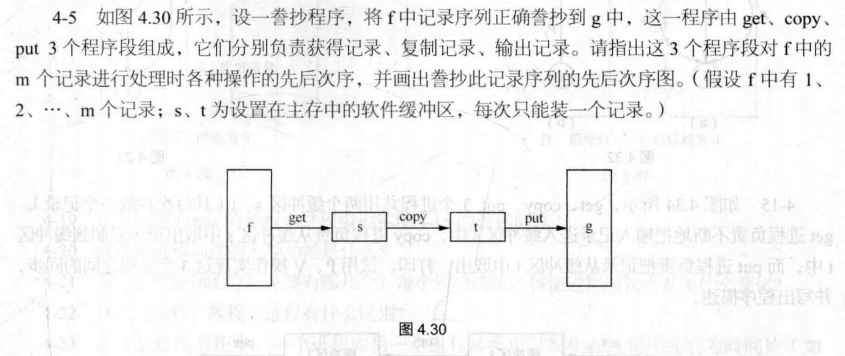 4-5 如图 4.30 所示，设一誊抄程序，将 f 中记录序列正确誊抄到 g 中，这一程序由 get、copy、
put 3 个程序段组成，它们分别负责获得记录、复制记录、输出记录。请指出这 3 个程序段对 f 中的
m 个记录进行处理时各种操作的先后次序，并画出誊抄此记录序列的先后次序图。（假设 f 中有 1、
2、…、m 个记录；s、t 为设置在主存中的软件缓冲区，每次只能装一个记录。）
f get s copy t put g
图 4.30